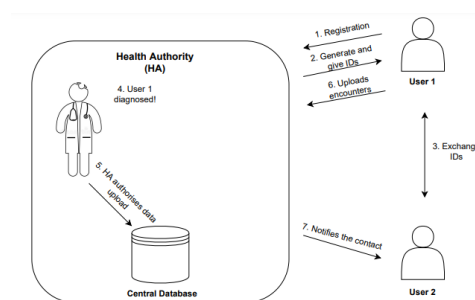 Health Authority
(HA)
4. User 1
diagnosed!
5. HA authorises data
upload
Central Database
1. Registration
2. Generate and
give IDs
6. Uploads
encounters
User 1
3. Exchang
IDs
7. Notifies the contact
User 2